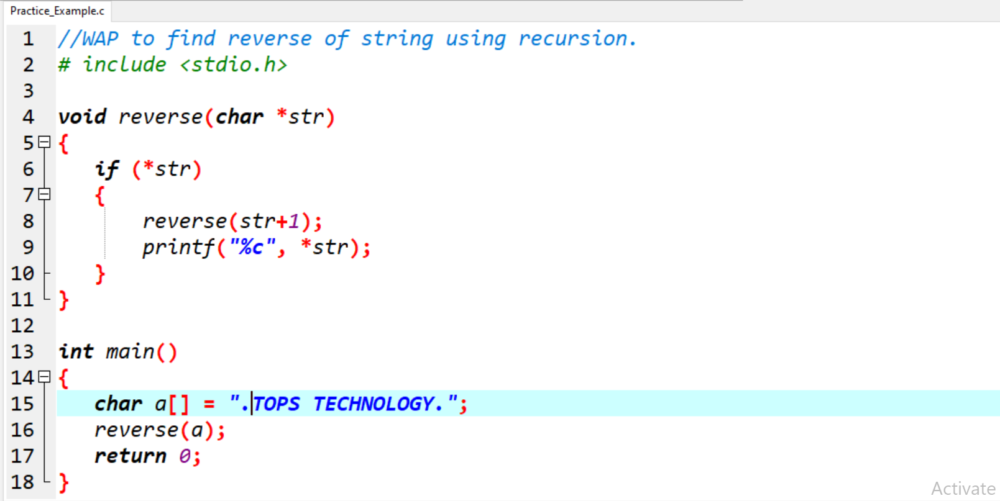 Practice_Example.c
1 //WAP to find reverse of string using recursion.
2 # include <stdio.h>
3
4 void reverse(char *str)
5 {
6 if (*str)
7 {
8 reverse(str+1);
9 printf("%c", *str);
10 }
11 }
12
13 int main()
14 {
15 char a[] = ".TOPS TECHNOLOGY.";
16 reverse(a);
17 return 0;
18 }
Activate